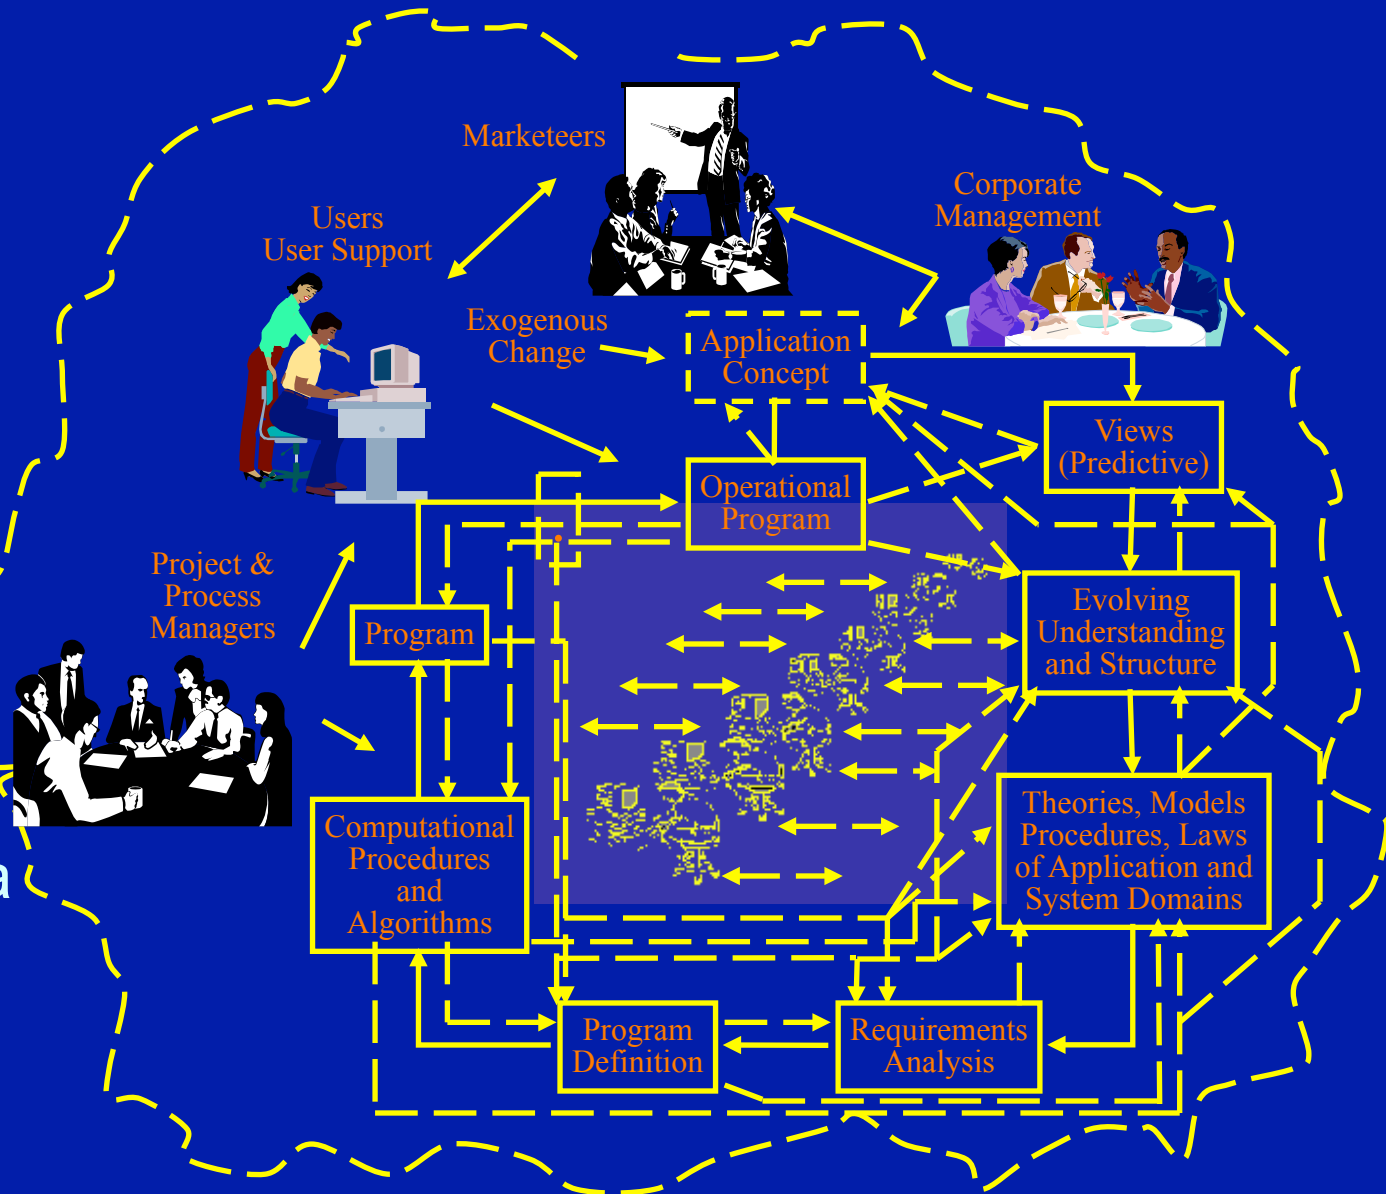 Marketeers
Corporate
Management
Users
User Support
Exogenous
Change
Application
Concept
Views
(Predictive)
Operational
Program
Project &
Process
Managers
Program
Evolving
Understanding
and Structure
Computational
Procedures
and
Algorithms
Theories, Models
Procedures, Laws
of Application and
System Domains
a
Program
Definition
Requirements
Analysis